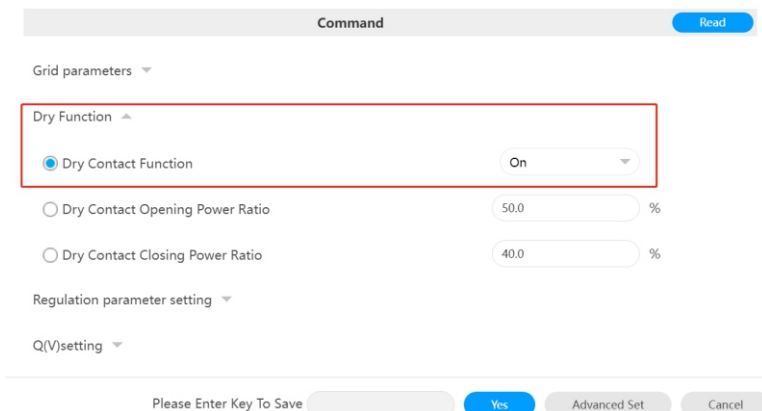 Command Read
Grid parameters
Dry Function
Dry Contact Function On
Dry Contact Opening Power Ratio 50.0 %
Dry Contact Closing Power Ratio 40.0 %
Regulation parameter setting
Q(V)setting
Please Enter Key To Save Yes Advanced Set Cancel